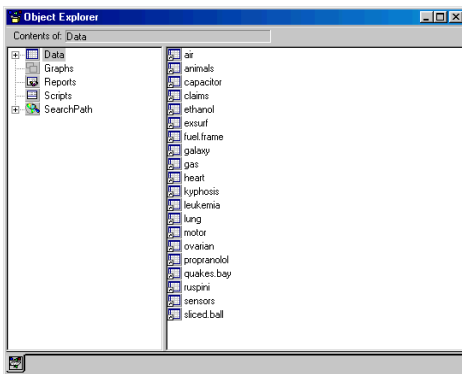 Object Explorer
Contents of: Data
Data
Graphs
Reports
Scripts
SearchPath
air
animals
capacitor
claims
ethanol
exsurf
fuel.frame
galaxy
gas
heart
kyphosis
leukemia
lung
motor
ovarian
propranolol
quakes.bay
ruspini
sensors
sliced.ball